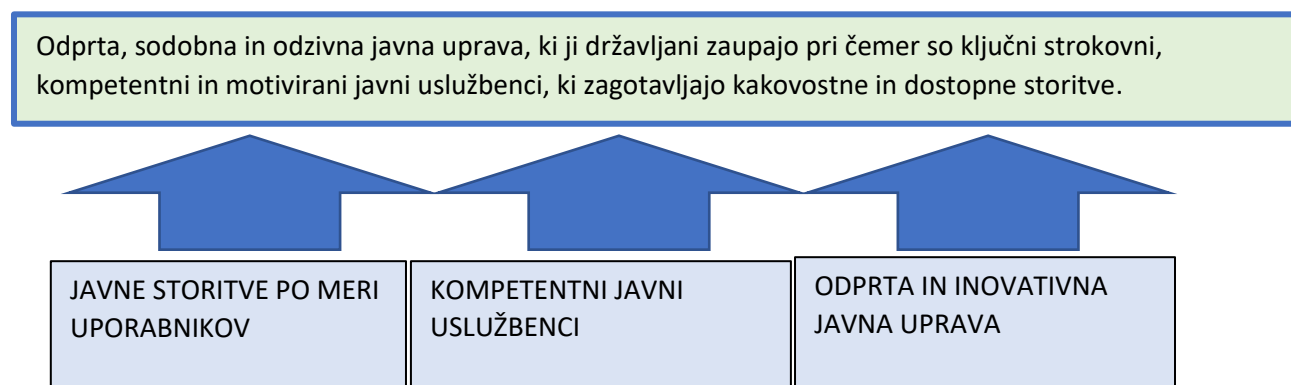 Odprta, sodobna in odzivna javna uprava, ki ji državljani zaupajo pri čemer so ključni strokovni,
kompetentni in motivirani javni uslužbenci, ki zagotavljajo kakovostne in dostopne storitve.
JAVNE STORITVE PO MERI
UPORABNIKOV
KOMPETENTNI JAVNI
USLUŽBENCI
ODPRTA IN INOVATIVNA
JAVNA UPRAVA